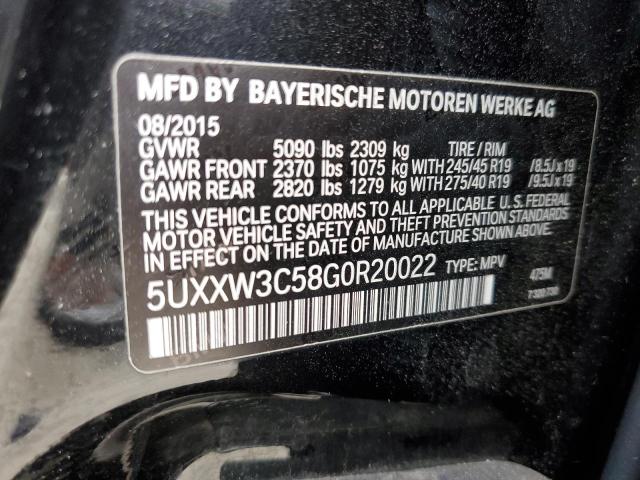 MFD BY BAYERISCHE MOTOREN WERKE AG
08/2015
GVWR 5090 lbs 2309 kg TIRE / RIM
GAWR FRONT 2370 lbs 1075 kg WITH 245/45 R19 / 8.5J x 19
GAWR REAR 2820 lbs 1279 kg WITH 275/40 R19 / 9.5J x 19
THIS VEHICLE CONFORMS TO ALL APPLICABLE U. S. FEDERAL
MOTOR VEHICLE SAFETY AND THEFT PREVENTION STANDARDS
IN EFFECT ON THE DATE OF MANUFACTURE SHOWN ABOVE.
5UXXW3C58G0R20022 TYPE: MPV 475M